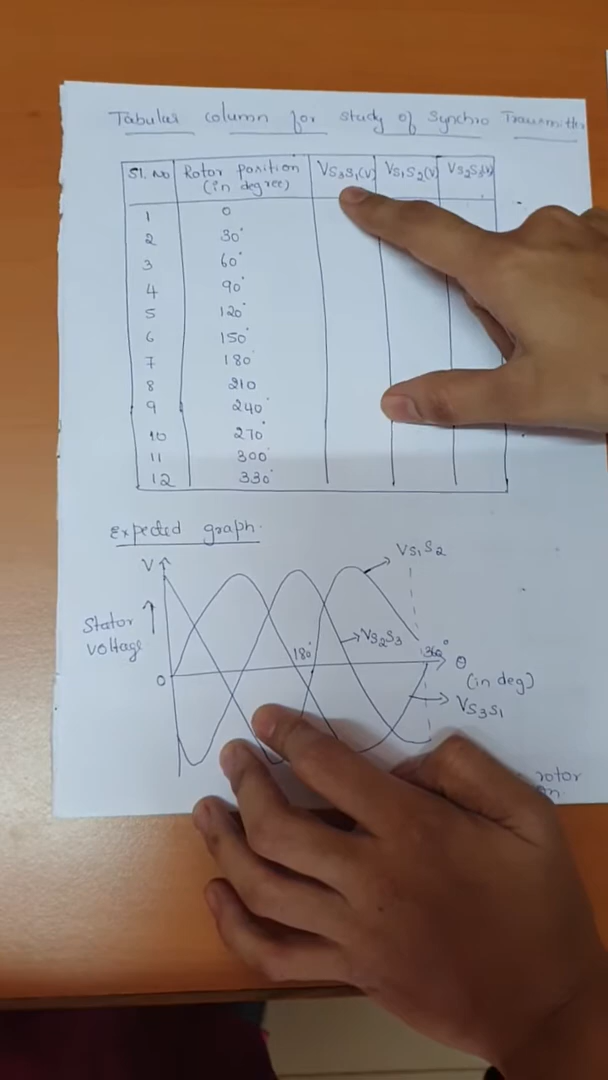 Tabular column for study of Synchro Transmitter
Sl. No Rotor position (in degree) VS3S1(V) VS1S2(V)
1 0
2 30°
3 60°
4 90°
5 120°
6 150°
7 180°
8 210
9 240°
10 270°
11 300°
12 330°
Expected graph.
V
VS1S2
Stator
voltage
VS2S3
180°
360°
0
θ
(in deg)
VS3S1
rotor